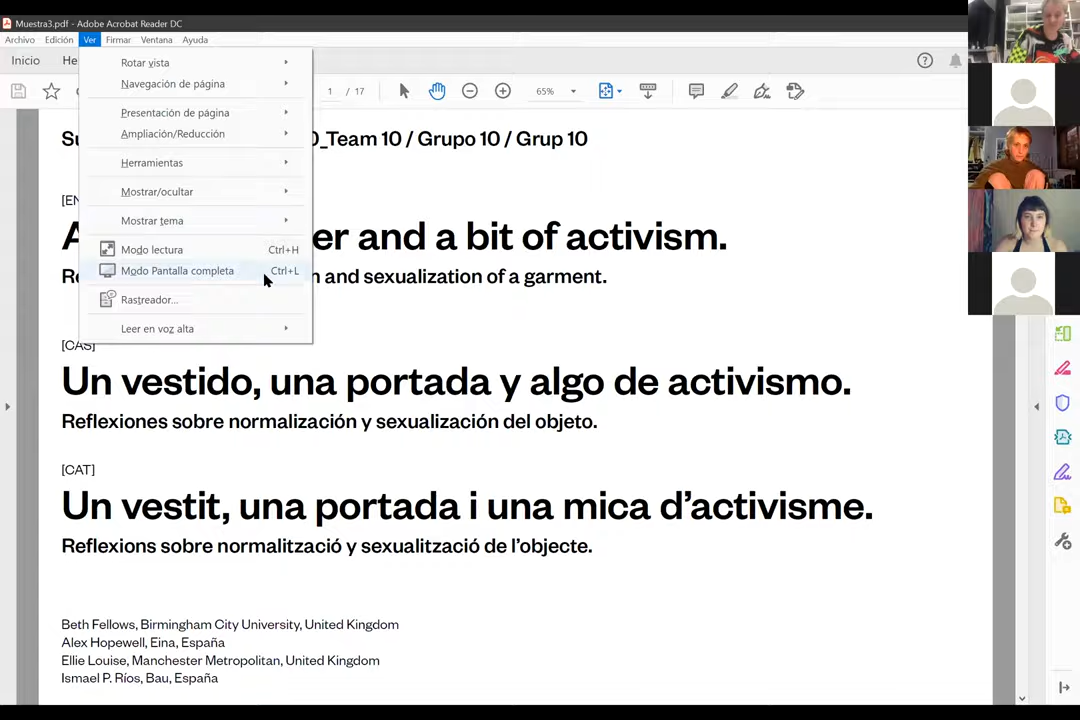 Muestra3.pdf - Adobe Acrobat Reader DC
Archivo Edición Ver Firmar Ventana Ayuda
Inicio He
1 / 17 65%
Rotar vista
Navegación de página
Presentación de página
Ampliación/Reducción
Herramientas
Mostrar/ocultar
Mostrar tema
Modo lectura Ctrl+H
Modo Pantalla completa Ctrl+L
Rastreador...
Leer en voz alta
0_Team 10 / Grupo 10 / Grup 10
[EN
er and a bit of activism.
and sexualization of a garment.
[CAS]
Un vestido, una portada y algo de activismo.
Reflexiones sobre normalización y sexualización del objeto.
[CAT]
Un vestit, una portada i una mica d’activisme.
Reflexions sobre normalització y sexualització de l’objecte.
Beth Fellows, Birmingham City University, United Kingdom
Alex Hopewell, Eina, España
Ellie Louise, Manchester Metropolitan, United Kingdom
Ismael P. Ríos, Bau, España